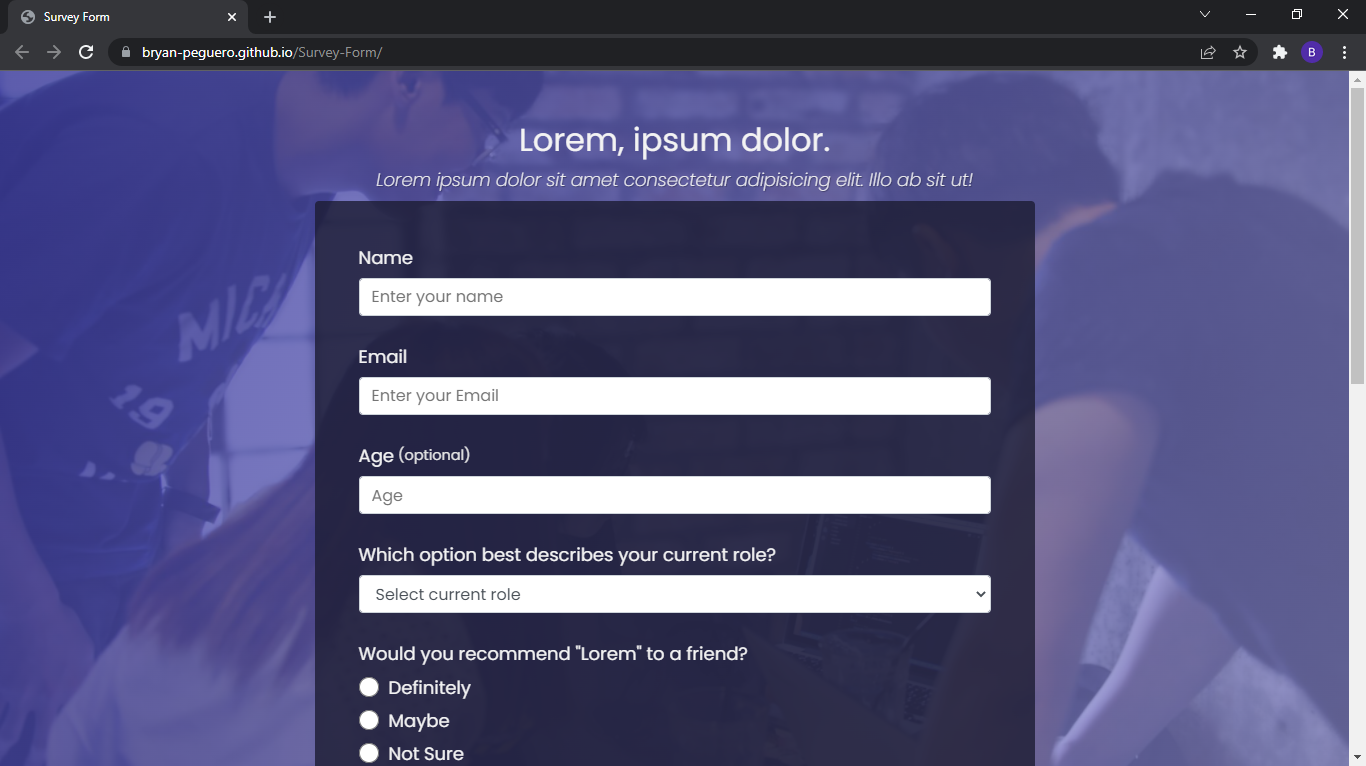 Survey Form
bryan-peguero.github.io/Survey-Form/
B
Lorem, ipsum dolor.
Lorem ipsum dolor sit amet consectetur adipisicing elit. Illo ab sit ut!
Name
Enter your name
MICH
Email
Enter your Email
19
Age (optional)
Age
Which option best describes your current role?
Select current role
Would you recommend "Lorem" to a friend?
Definitely
Maybe
Not Sure